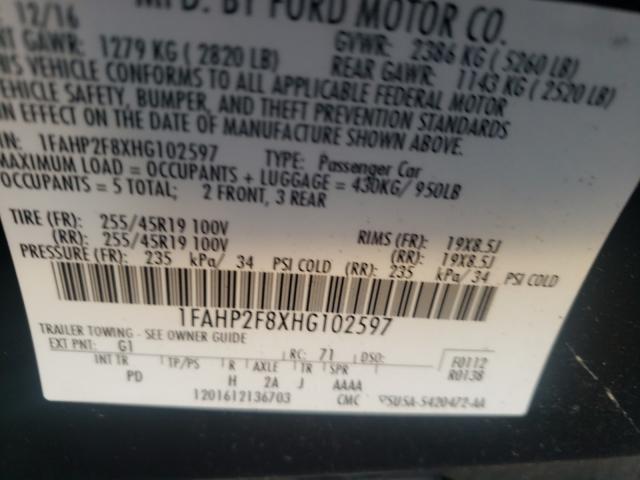 12/16 MFD. BY FORD MOTOR CO.
NT GAWR: 1279 KG ( 2820 LB) GVWR: 2386 KG ( 5260 LB)
REAR GAWR: 1143 KG ( 2520 LB)
HIS VEHICLE CONFORMS TO ALL APPLICABLE FEDERAL MOTOR
VEHICLE SAFETY, BUMPER, AND THEFT PREVENTION STANDARDS
IN EFFECT ON THE DATE OF MANUFACTURE SHOWN ABOVE.
IN: 1FAHP2F8XHG102597 TYPE: Passenger Car
MAXIMUM LOAD = OCCUPANTS + LUGGAGE = 430KG/ 950LB
OCCUPANTS = 5 TOTAL; 2 FRONT, 3 REAR
TIRE (FR): 255/45R19 100V RIMS (FR): 19X8.5J
(RR): 255/45R19 100V (RR): 19X8.5J
PRESSURE (FR): 235 kPa/ 34 PSI COLD (RR): 235 kPa/ 34 PSI COLD
1FAHP2F8XHG102597
TRAILER TOWING - SEE OWNER GUIDE
EXT PNT: G1 RC: 71 DSO: F0112
R0138
INT TR TP/PS R AXLE TR SPR
PD H 2A J AAAA
1201612136703 CMC SU5A-5420472-AA